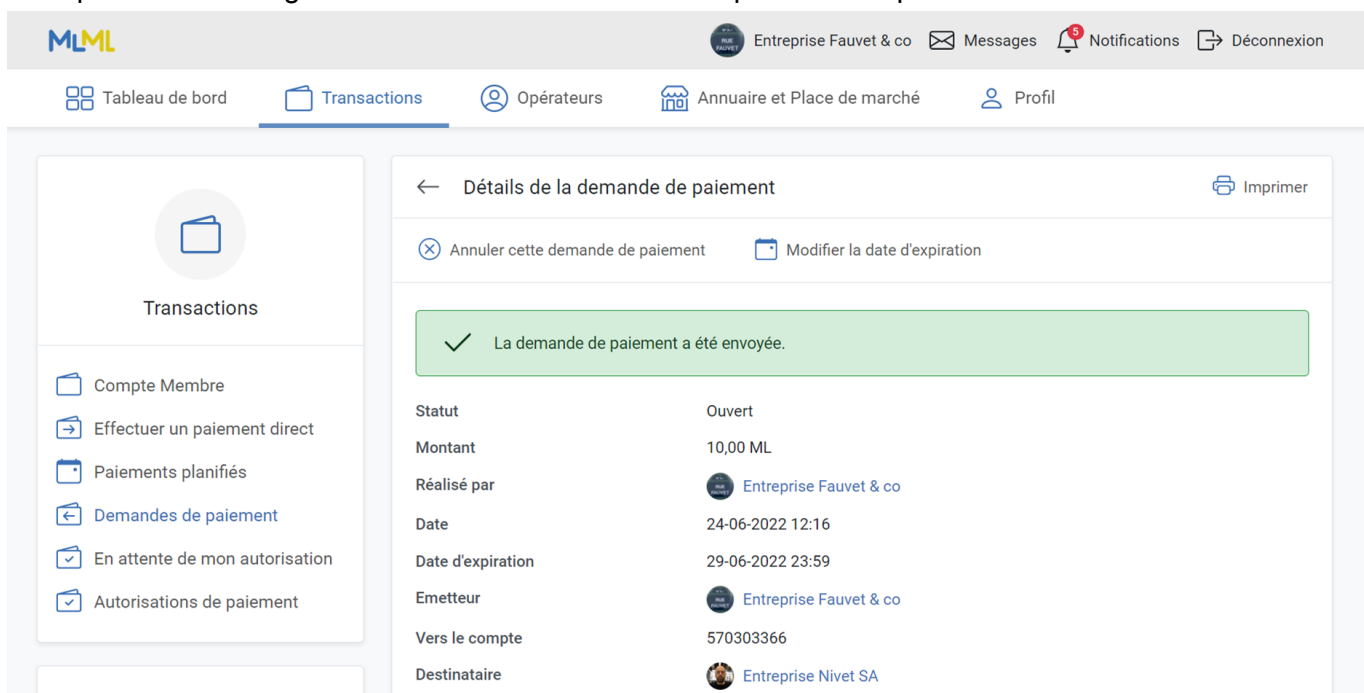 MLML
RUE FAUVET Entreprise Fauvet & co Messages 5 Notifications Déconnexion
Tableau de bord Transactions Opérateurs Annuaire et Place de marché Profil
Détails de la demande de paiement Imprimer
Annuler cette demande de paiement Modifier la date d'expiration
Transactions
La demande de paiement a été envoyée.
Compte Membre
Effectuer un paiement direct
Paiements planifiés
Demandes de paiement
En attente de mon autorisation
Autorisations de paiement
Statut Ouvert
Montant 10,00 ML
Réalisé par Entreprise Fauvet & co
Date 24-06-2022 12:16
Date d'expiration 29-06-2022 23:59
Emetteur Entreprise Fauvet & co
Vers le compte 570303366
Destinataire Entreprise Nivet SA